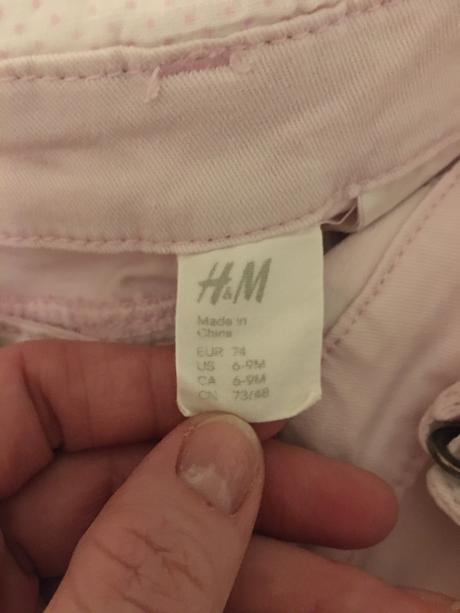 H&M
Made in
China
EUR 74
US 6-9M
CA 6-9M
CN 73/48